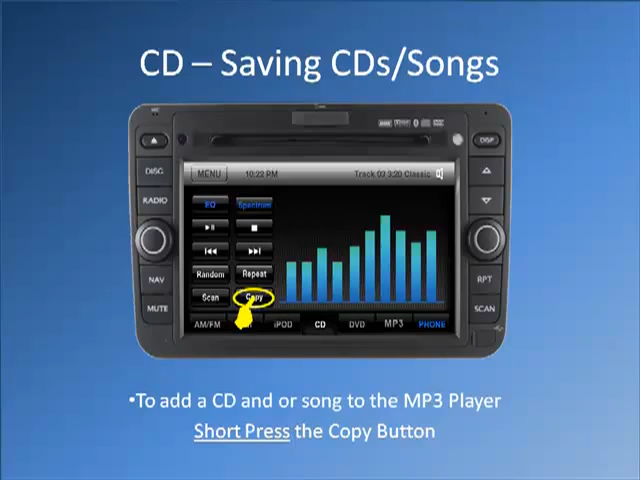 CD – Saving CDs/Songs
DISP
DISC
MENU 10:22 PM Track 03 3:20 Classic
RADIO
EQ Spectrum
Random Repeat
NAV RPT
Scan Copy
MUTE SCAN
AM/FM iPOD CD DVD MP3 PHONE
•To add a CD and or song to the MP3 Player
Short Press the Copy Button